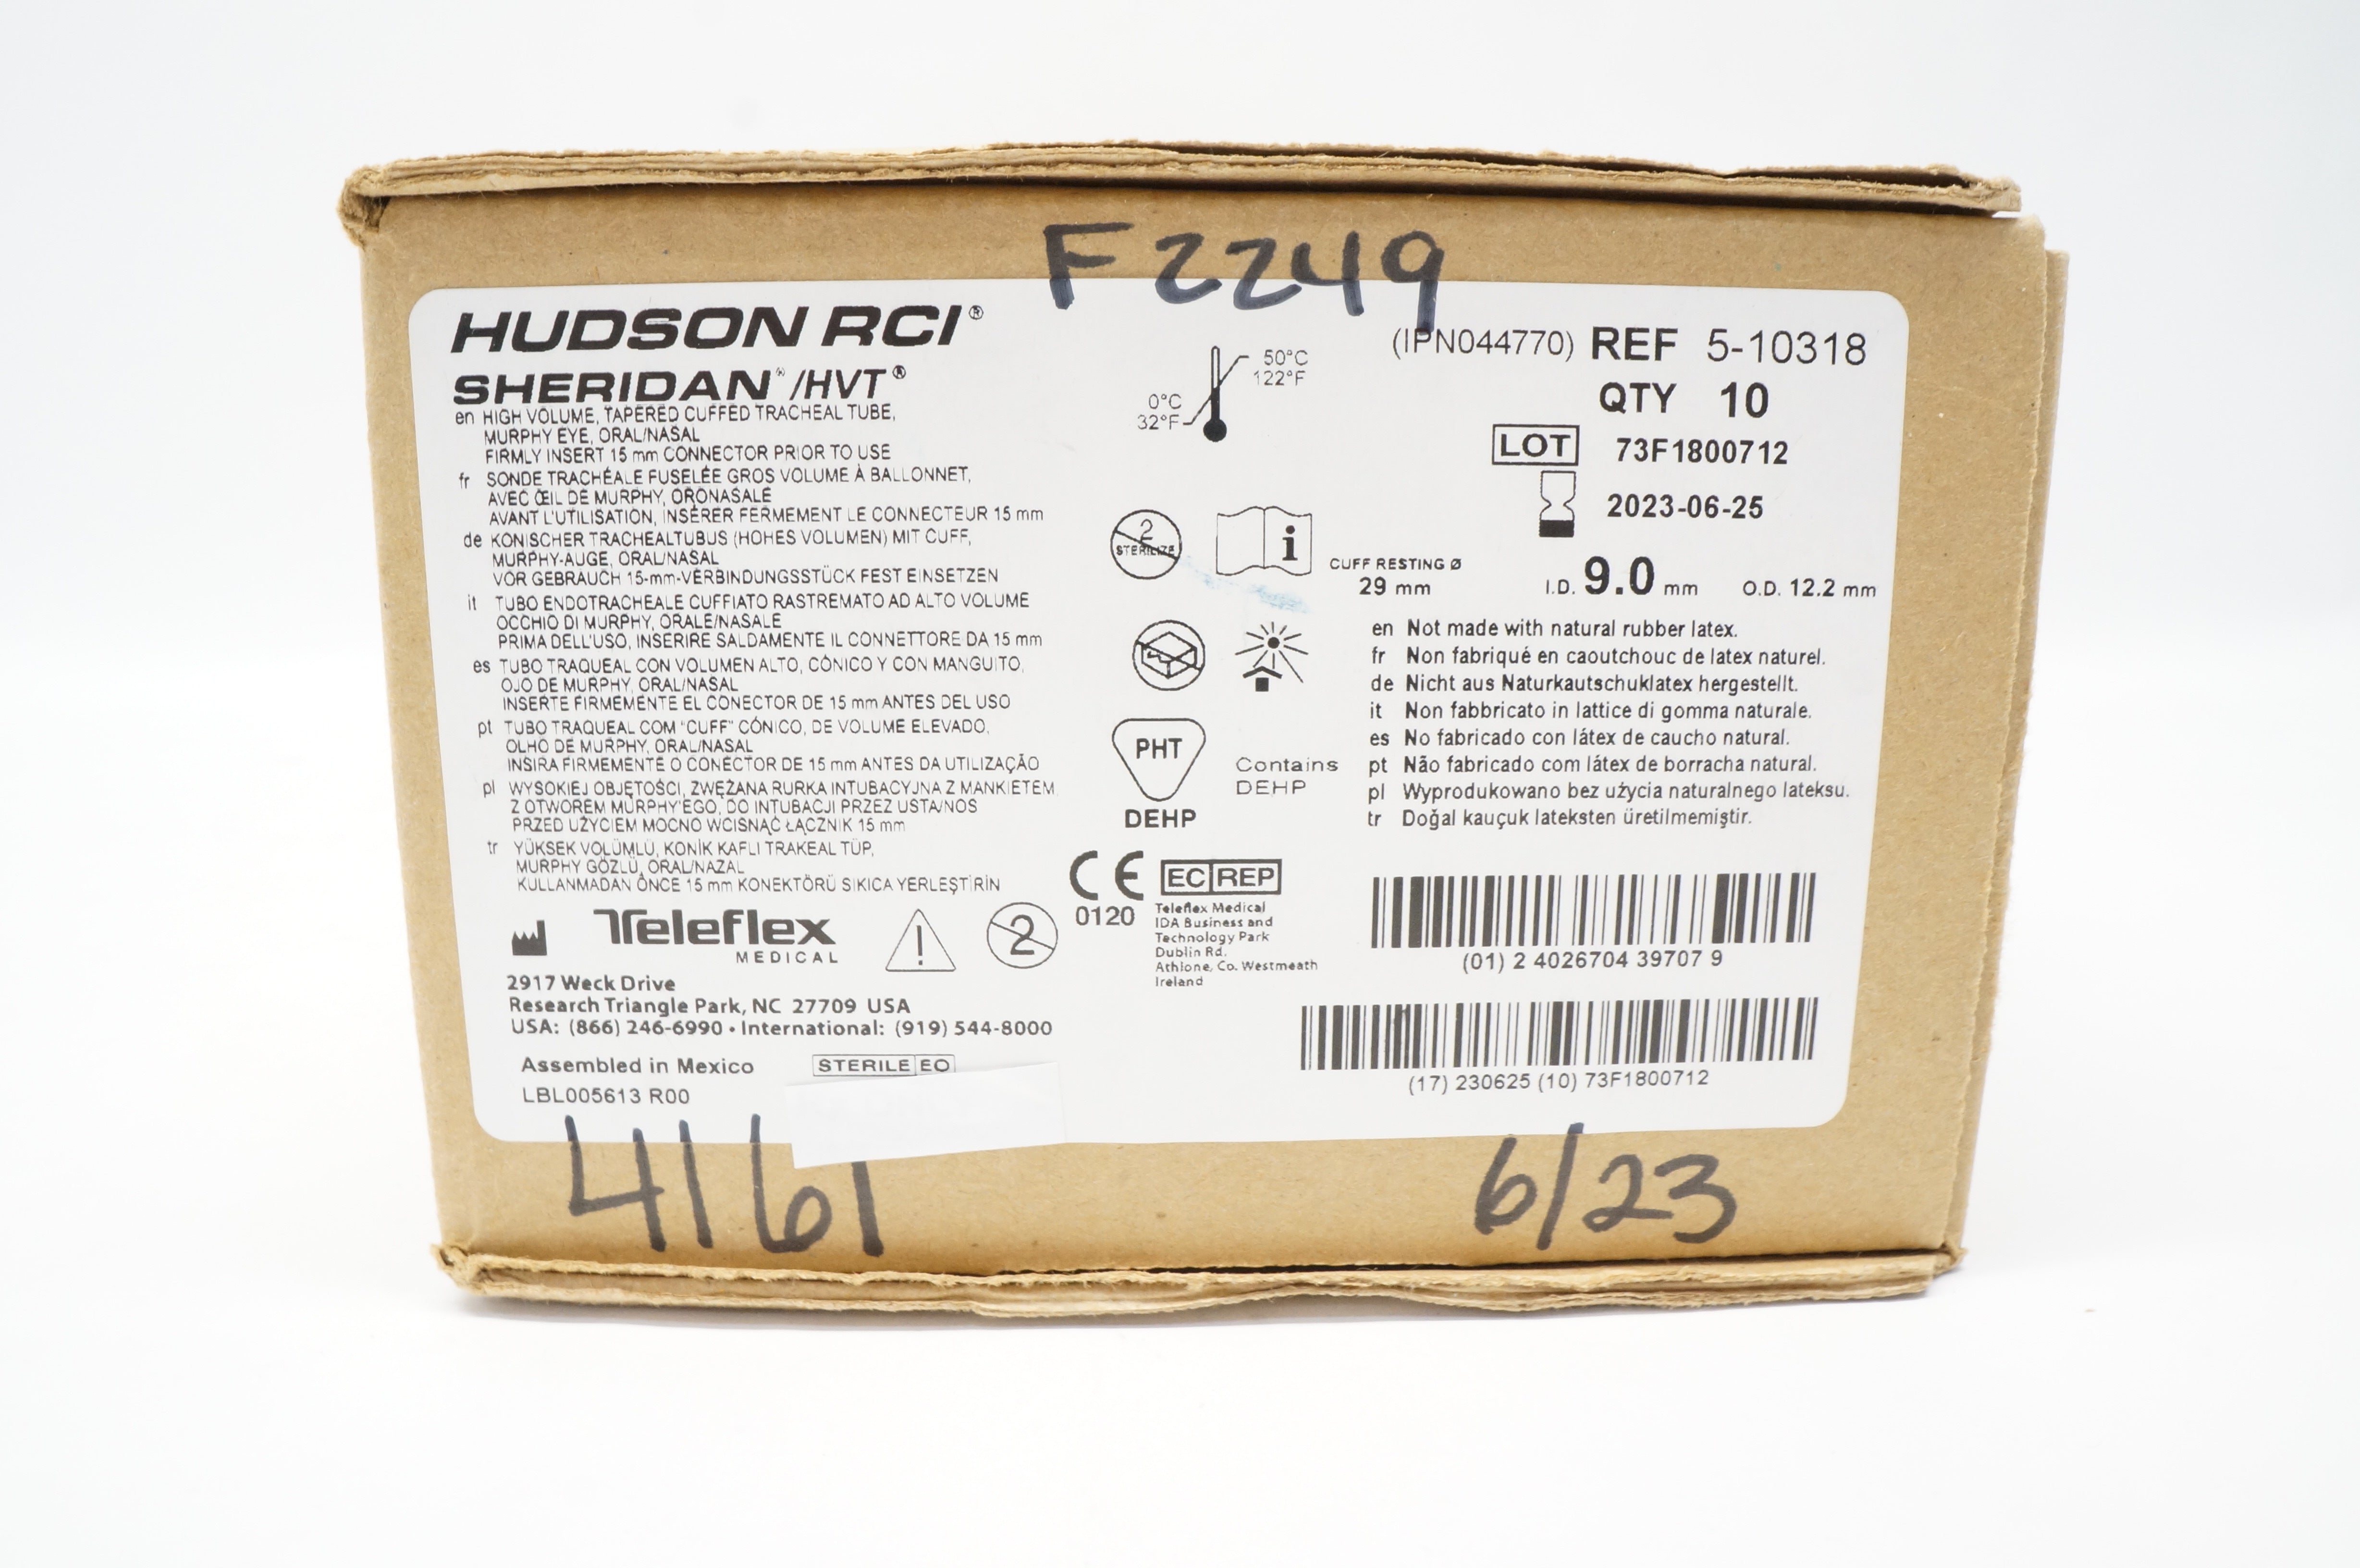 F2249
HUDSON RCI®
SHERIDAN®/HVT®
en HIGH VOLUME, TAPERED CUFFED TRACHEAL TUBE,
MURPHY EYE, ORAL/NASAL
FIRMLY INSERT 15 mm CONNECTOR PRIOR TO USE
fr SONDE TRACHÉALE FUSELÉE GROS VOLUME À BALLONNET,
AVEC ŒIL DE MURPHY, ORONASALE
AVANT L'UTILISATION, INSÉRER FERMEMENT LE CONNECTEUR 15 mm
de KONISCHER TRACHEALTUBUS (HOHES VOLUMEN) MIT CUFF,
MURPHY-AUGE, ORAL/NASAL
VOR GEBRAUCH 15-mm-VERBINDUNGSSTÜCK FEST EINSETZEN
it TUBO ENDOTRACHEALE CUFFIATO RASTREMATO AD ALTO VOLUME
OCCHIO DI MURPHY, ORALE/NASALE
PRIMA DELL'USO, INSERIRE SALDAMENTE IL CONNETTORE DA 15 mm
es TUBO TRAQUEAL CON VOLUMEN ALTO, CÓNICO Y CON MANGUITO,
OJO DE MURPHY, ORAL/NASAL
INSERTE FIRMEMENTE EL CONECTOR DE 15 mm ANTES DEL USO
pt TUBO TRAQUEAL COM "CUFF" CÓNICO, DE VOLUME ELEVADO,
OLHO DE MURPHY, ORAL/NASAL
INSIRA FIRMEMENTE O CONECTOR DE 15 mm ANTES DA UTILIZAÇÃO
pl WYSOKIEJ OBJĘTOŚCI, ZWĘŻANA RURKA INTUBACYJNA Z MANKIETEM
Z OTWOREM MURPHY'EGO, DO INTUBACJI PRZEZ USTA/NOS
PRZED UŻYCIEM MOCNO WCISNĄĆ ŁĄCZNIK 15 mm
tr YÜKSEK VOLÜMLÜ, KONİK KAFLI TRAKEAL TÜP,
MURPHY GÖZLÜ, ORAL/NAZAL
KULLANMADAN ÖNCE 15 mm KONEKTÖRÜ SIKICA YERLEŞTİRİN
Teleflex
MEDICAL
2
2917 Weck Drive
Research Triangle Park, NC 27709 USA
USA: (866) 246-6990 • International: (919) 544-8000
Assembled in Mexico
STERILE EO
LBL005613 R00
50°C
122°F
0°C
32°F
2
STERILIZE
i
PHT
DEHP
Contains
DEHP
CE
0120
EC REP
Teleflex Medical
IDA Business and
Technology Park
Dublin Rd.
Athlone, Co. Westmeath
Ireland
(IPN044770) REF 5-10318
QTY 10
LOT 73F1800712
2023-06-25
CUFF RESTING Ø
29 mm
I.D. 9.0 mm O.D. 12.2 mm
en Not made with natural rubber latex.
fr Non fabriqué en caoutchouc de latex naturel.
de Nicht aus Naturkautschuklatex hergestellt.
it Non fabbricato in lattice di gomma naturale.
es No fabricado con látex de caucho natural.
pt Não fabricado com látex de borracha natural.
pl Wyprodukowano bez użycia naturalnego lateksu.
tr Doğal kauçuk lateksten üretilmemiştir.
(01) 2 4026704 39707 9
(17) 230625 (10) 73F1800712
4161
6/23